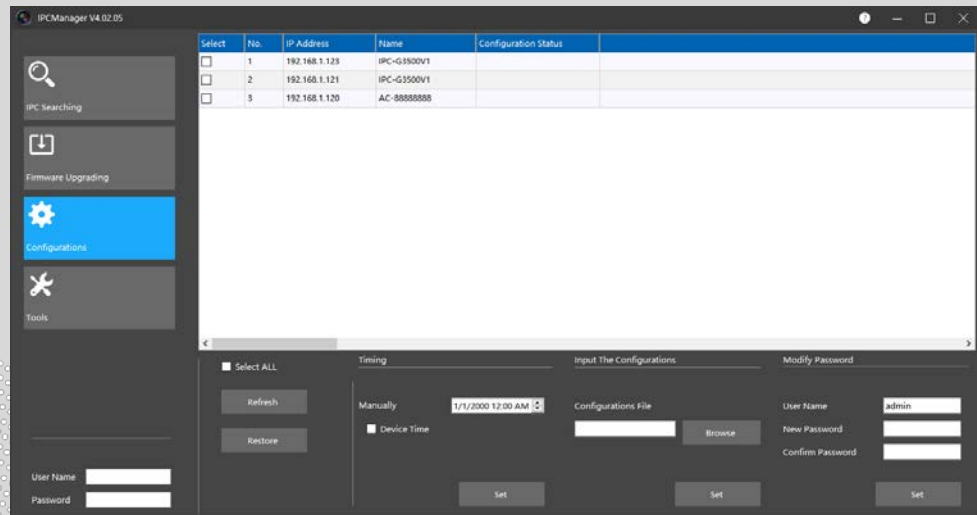 IPCManager V4.02.05
?
IPC Searching
Firmware Upgrading
Configurations
Tools
User Name
Password
Select No. IP Address Name Configuration Status
1 192.168.1.123 IPC-G3500V1
2 192.168.1.121 IPC-G3500V1
3 192.168.1.120 AC-88888888
Select ALL
Refresh
Restore
Timing
Manually 1/1/2000 12:00 AM
Device Time
Set
Input The Configurations
Configurations File
Browse
Set
Modify Password
User Name admin
New Password
Confirm Password
Set